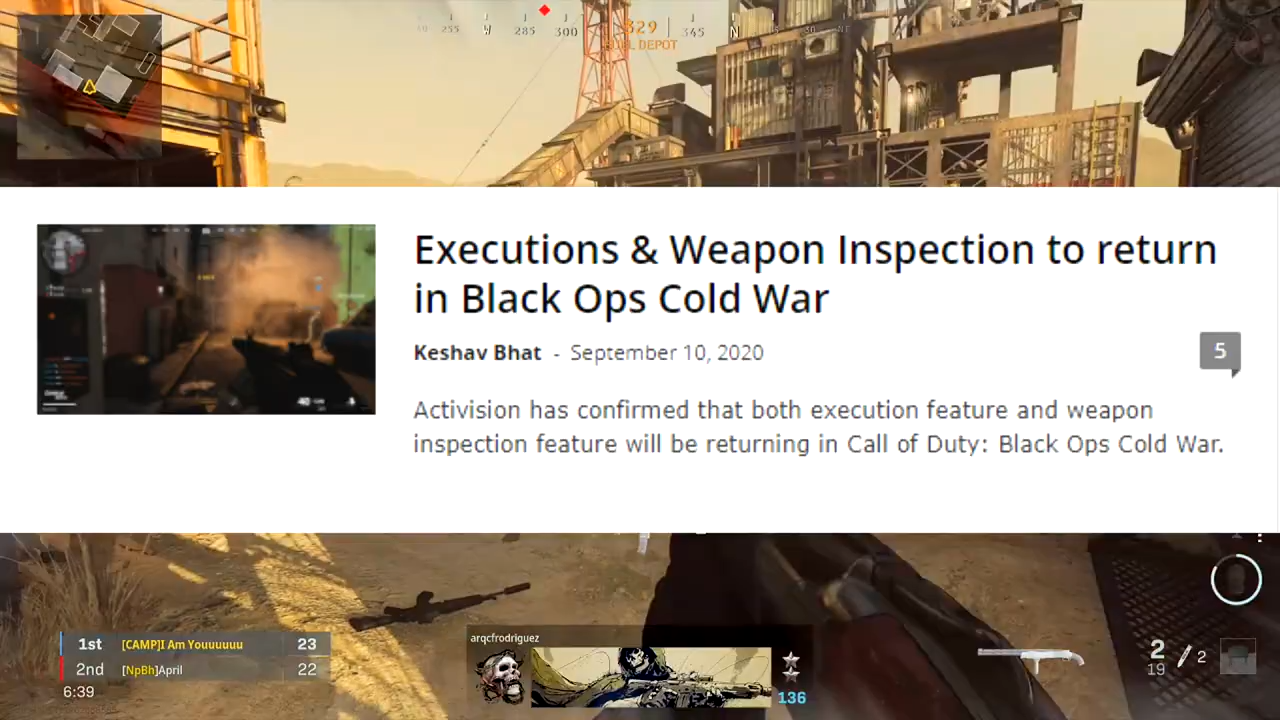 255 W 285 300 329 345 N 30
DEPOT
Executions & Weapon Inspection to return
in Black Ops Cold War
Keshav Bhat - September 10, 2020
5
Activision has confirmed that both execution feature and weapon
inspection feature will be returning in Call of Duty: Black Ops Cold War.
1st [CAMP]I Am Youuuuuu 23
2nd [NpBh]April 22
6:39
arqcfrodriguez
136
2
19
2